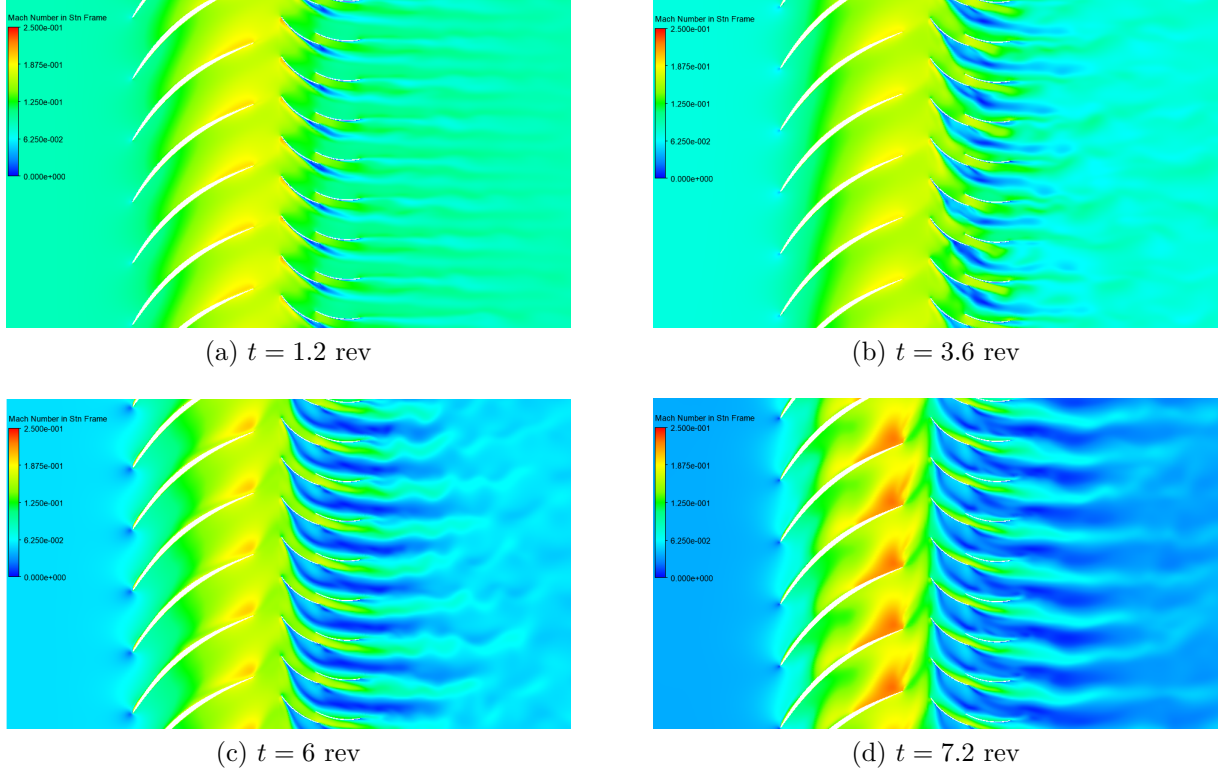 Mach Number in Stn Frame
2.500e-001
1.875e-001
1.250e-001
6.250e-002
0.000e+000
(a) t = 1.2 rev
Mach Number in Stn Frame
2.500e-001
1.875e-001
1.250e-001
6.250e-002
0.000e+000
(b) t = 3.6 rev
Mach Number in Stn Frame
2.500e-001
1.875e-001
1.250e-001
6.250e-002
0.000e+000
(c) t = 6 rev
Mach Number in Stn Frame
2.500e-001
1.875e-001
1.250e-001
6.250e-002
0.000e+000
(d) t = 7.2 rev